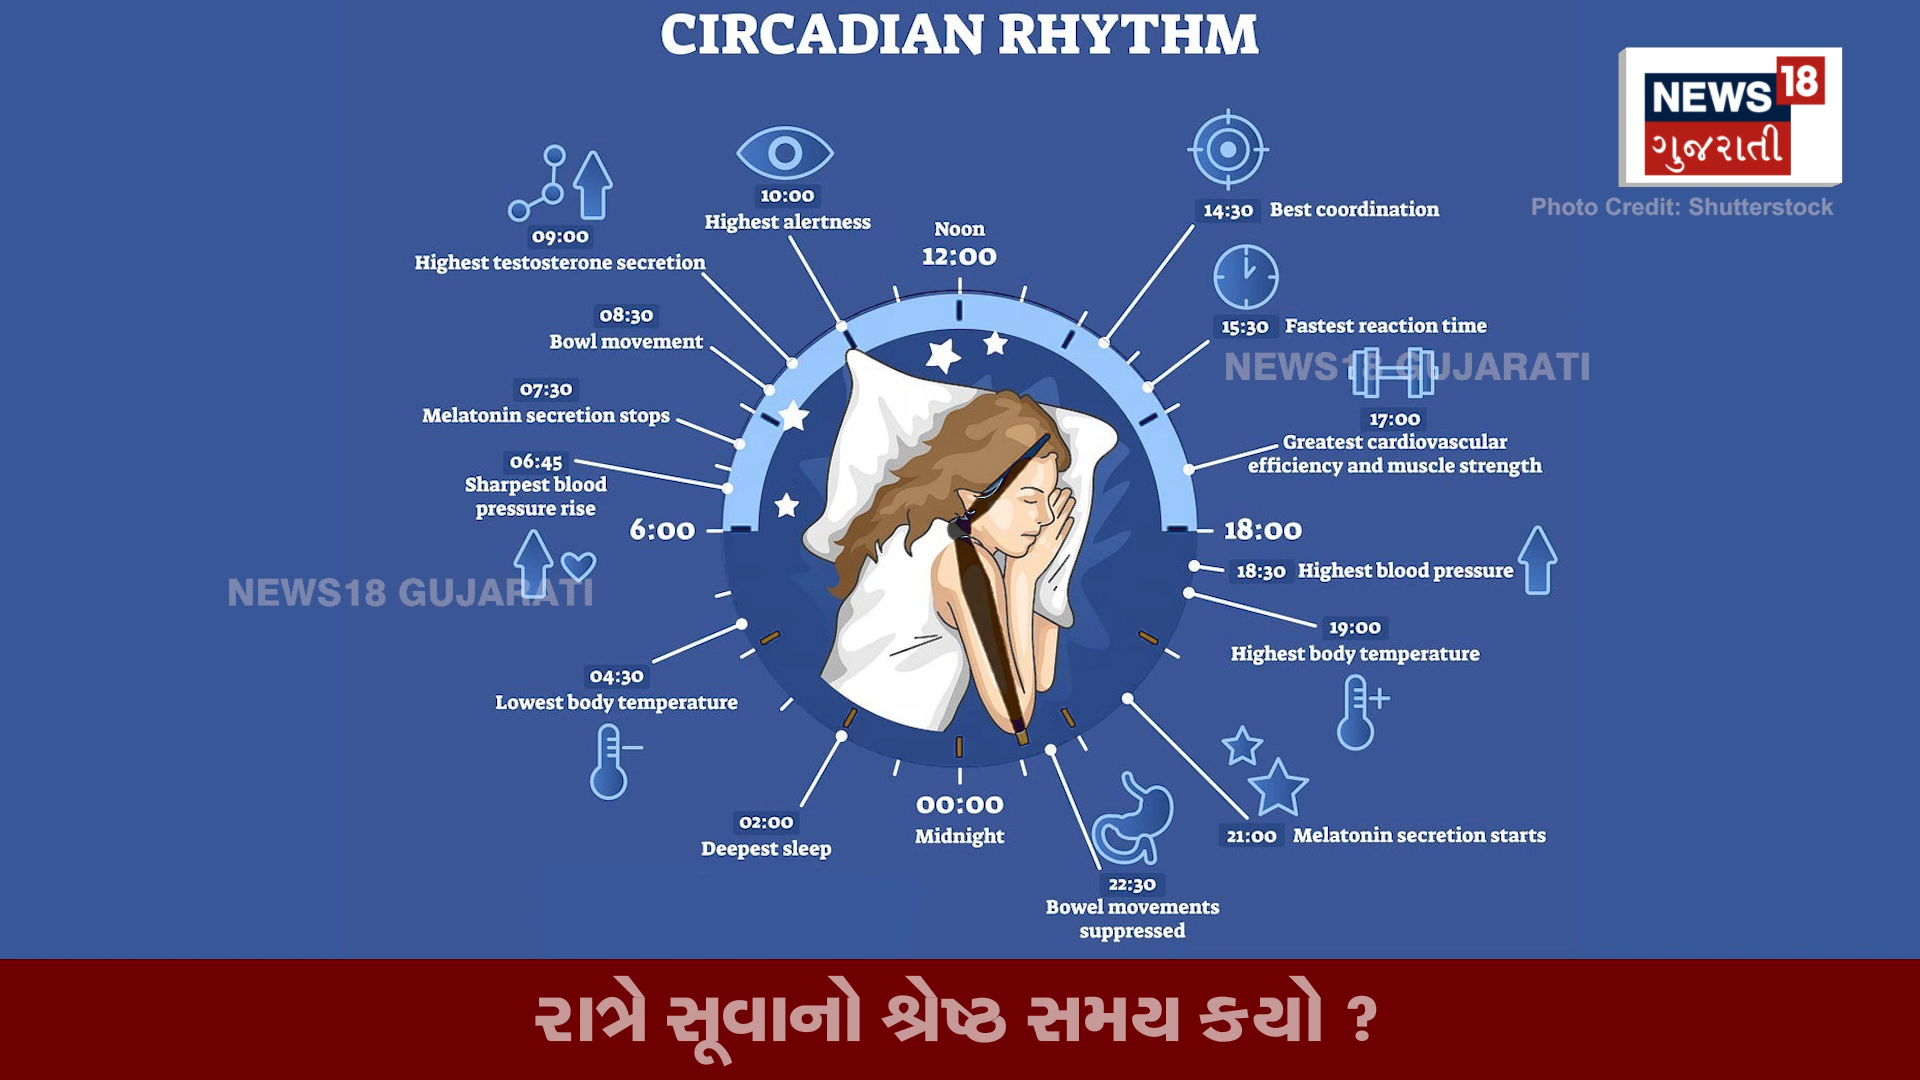 CIRCADIAN RHYTHM
NEWS 18
ગુજરાતી
Photo Credit: Shutterstock
10:00
Highest alertness
09:00
Highest testosterone secretion
08:30
Bowl movement
07:30
Melatonin secretion stops
06:45
Sharpest blood
pressure rise
6:00
04:30
Lowest body temperature
02:00
Deepest sleep
Noon
12:00
14:30 Best coordination
15:30 Fastest reaction time
NEWS18 GUJARATI
17:00
Greatest cardiovascular
efficiency and muscle strength
18:00
18:30 Highest blood pressure
19:00
Highest body temperature
21:00 Melatonin secretion starts
22:30
Bowel movements
suppressed
00:00
Midnight
NEWS18 GUJARATI
રાત્રે સૂવાનો શ્રેષ્ઠ સમય કયો ?